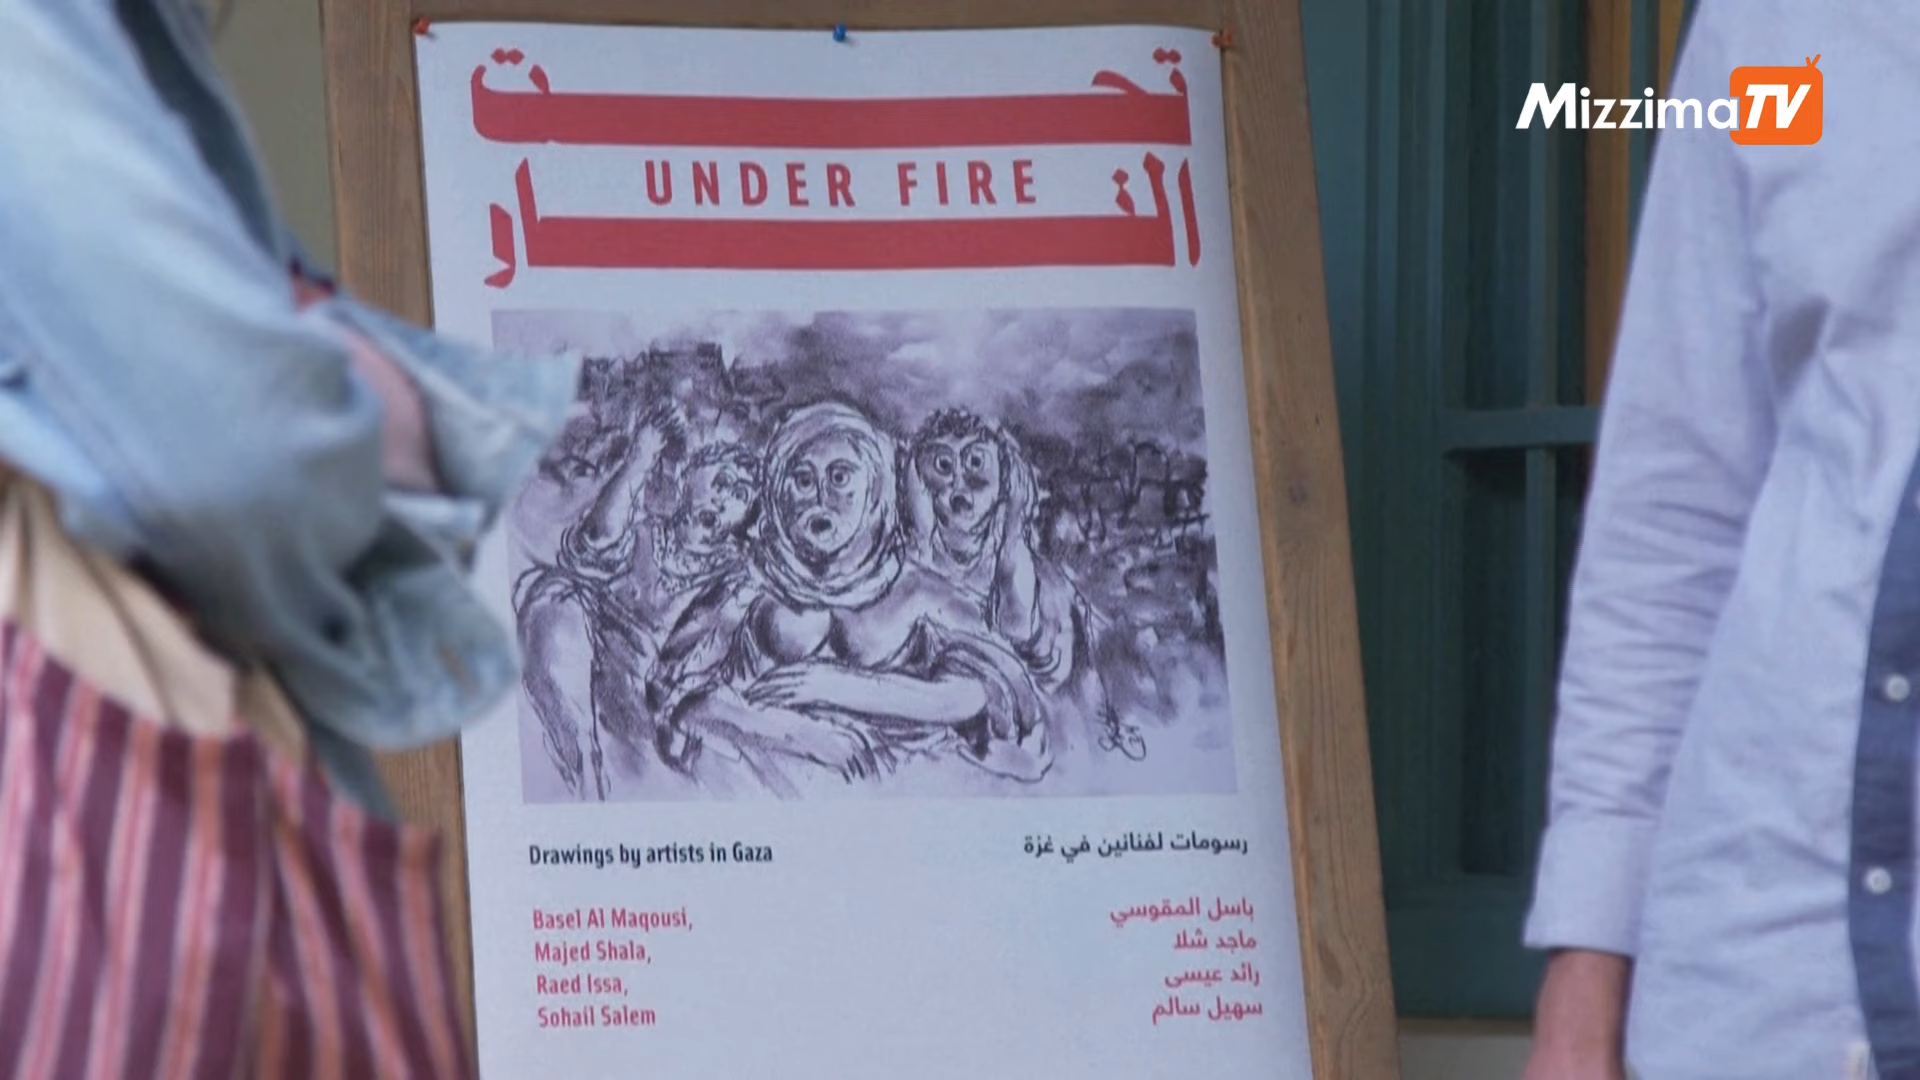 MizzimaTV
تحت
UNDER FIRE
النار
Drawings by artists in Gaza
رسومات لفنانين في غزة
Basel Al Maqousi,
Majed Shala,
Raed Issa,
Sohail Salem
باسل المقوسي
ماجد شلا
رائد عيسى
سهيل سالم